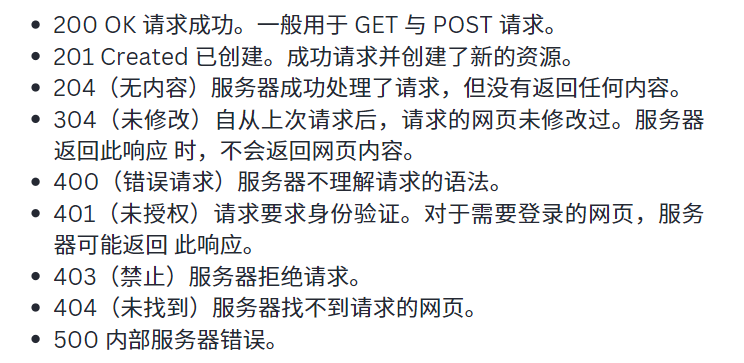 • 200 OK 请求成功。一般用于 GET 与 POST 请求。
• 201 Created 已创建。成功请求并创建了新的资源。
• 204（无内容）服务器成功处理了请求，但没有返回任何内容。
• 304（未修改）自从上次请求后，请求的网页未修改过。服务器
返回此响应 时，不会返回网页内容。
• 400（错误请求）服务器不理解请求的语法。
• 401（未授权）请求要求身份验证。对于需要登录的网页，服务
器可能返回 此响应。
• 403（禁止）服务器拒绝请求。
• 404（未找到）服务器找不到请求的网页。
• 500 内部服务器错误。